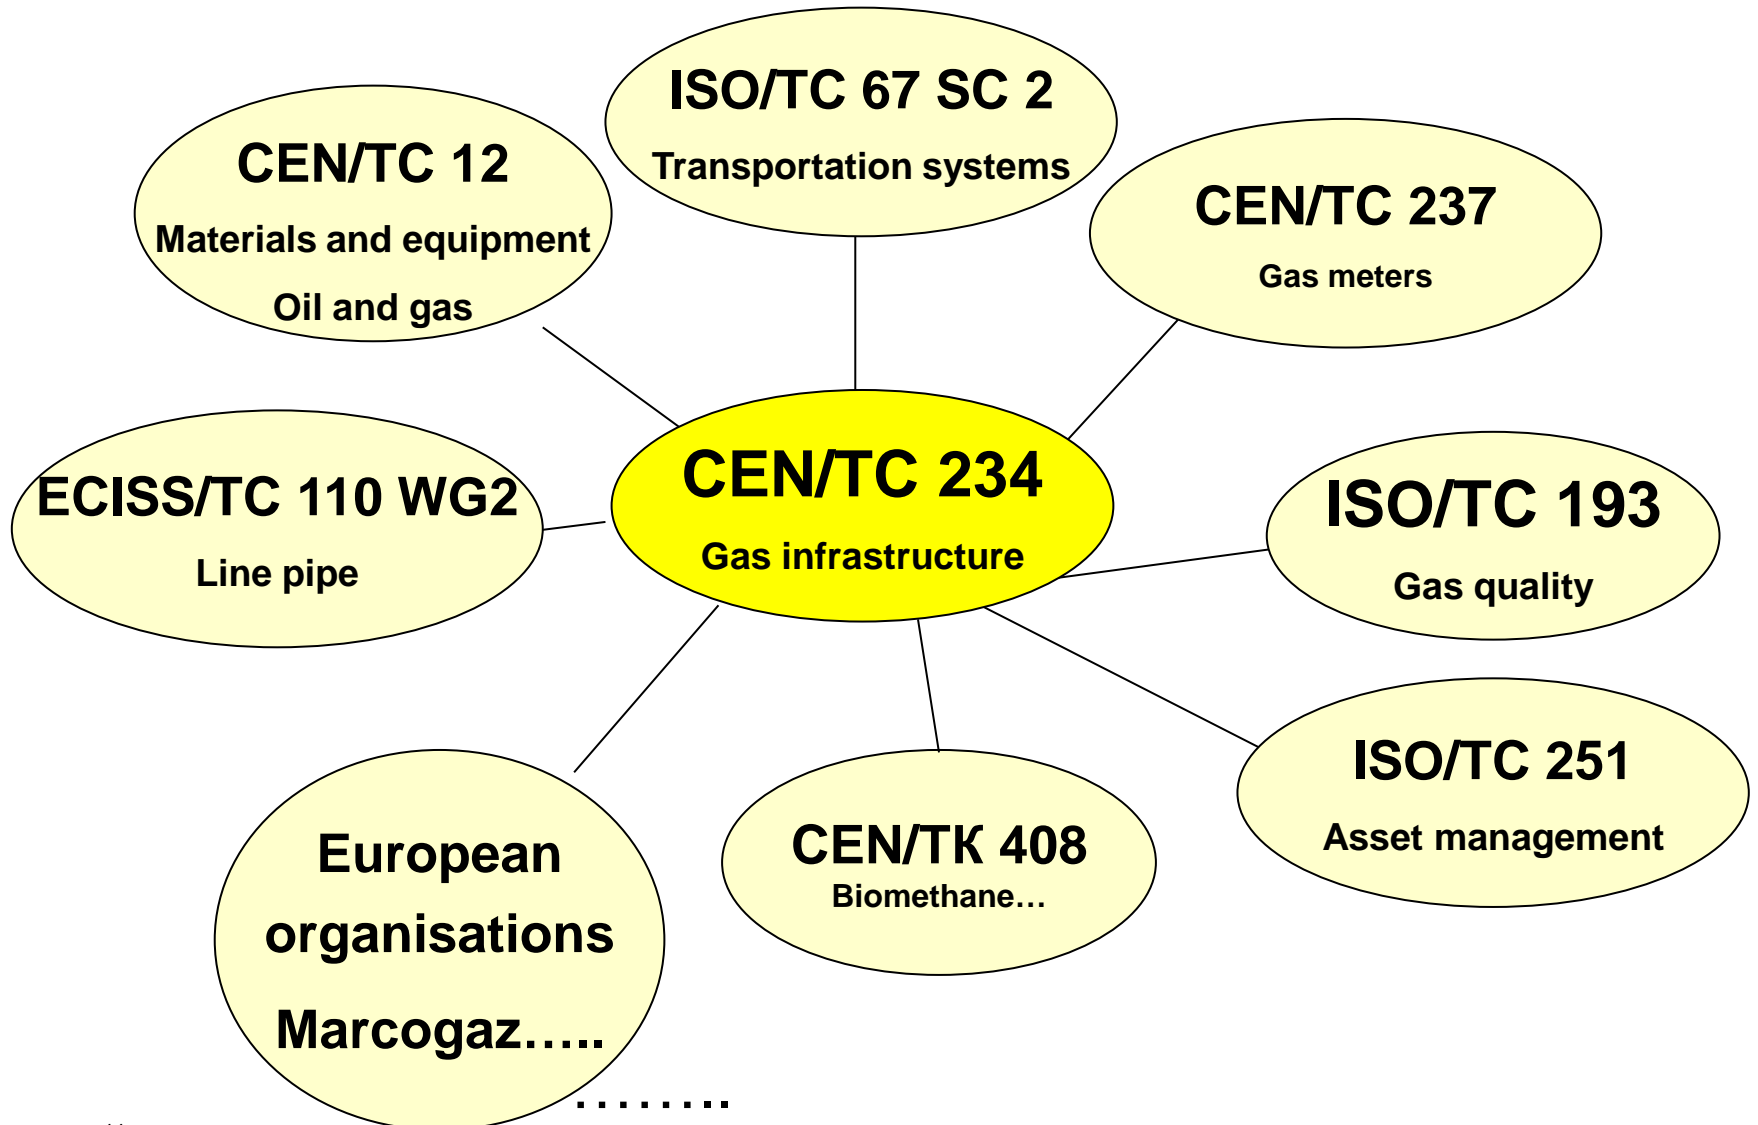 ISO/TC 67 SC 2
Transportation systems
CEN/TC 12
Materials and equipment
Oil and gas
CEN/TC 237
Gas meters
CEN/TC 234
Gas infrastructure
ECISS/TC 110 WG2
Line pipe
ISO/TC 193
Gas quality
ISO/TC 251
Asset management
European
organisations
Marcogaz…..
CEN/ТК 408
Biomethane…
……..